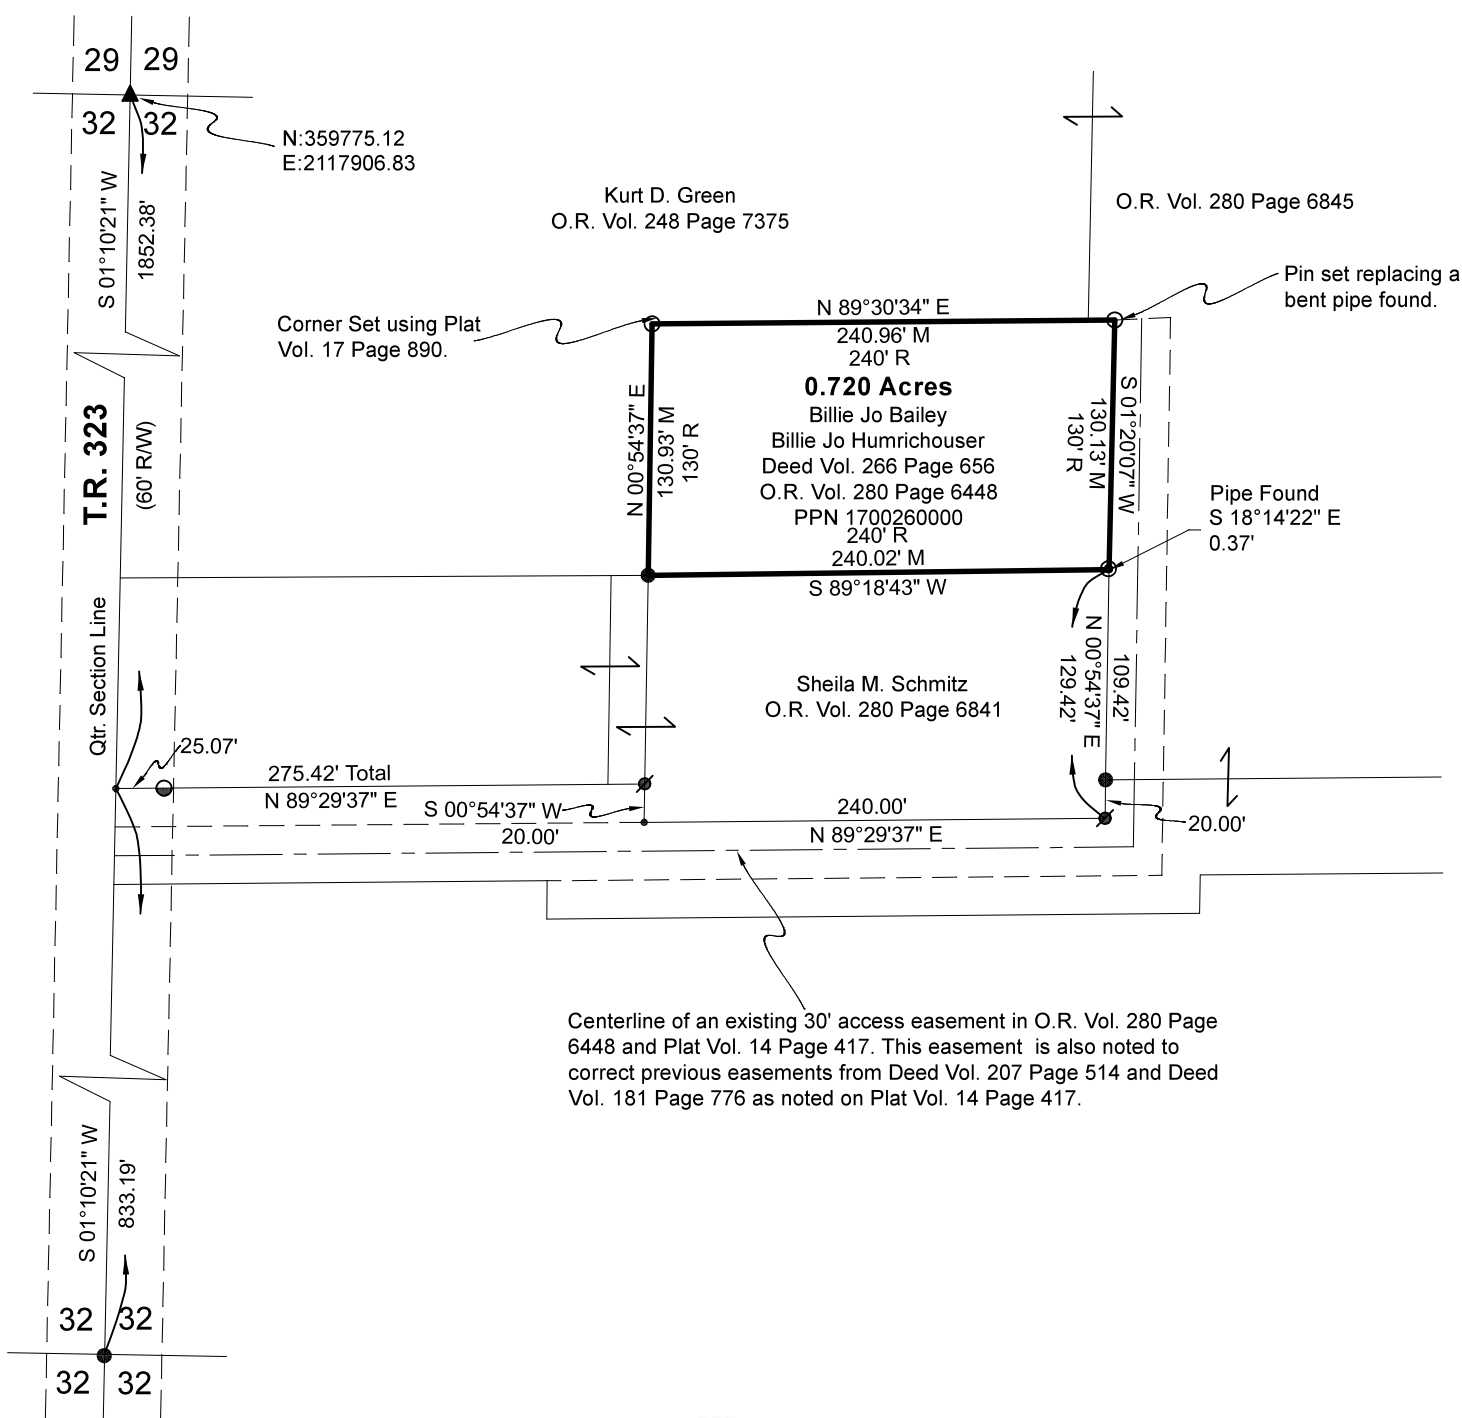 29 29
32 32
N:359775.12
E:2117906.83
S 01°10'21" W
1852.38'
Kurt D. Green
O.R. Vol. 248 Page 7375
O.R. Vol. 280 Page 6845
Pin set replacing a
bent pipe found.
Corner Set using Plat
Vol. 17 Page 890.
N 89°30'34" E
240.96' M
240' R
0.720 Acres
Billie Jo Bailey
Billie Jo Humrichouser
Deed Vol. 266 Page 656
O.R. Vol. 280 Page 6448
PPN 1700260000
240' R
240.02' M
S 89°18'43" W
N 00°54'37" E
130.93' M
130' R
S 01°20'07" W
130.13' M
130' R
T.R. 323
(60' R/W)
Pipe Found
S 18°14'22" E
0.37'
Qtr. Section Line
Sheila M. Schmitz
O.R. Vol. 280 Page 6841
109.42'
N 00°54'37" E
129.42'
25.07'
275.42' Total
N 89°29'37" E
S 00°54'37" W
20.00'
240.00'
N 89°29'37" E
20.00'
Centerline of an existing 30' access easement in O.R. Vol. 280 Page
6448 and Plat Vol. 14 Page 417. This easement is also noted to
correct previous easements from Deed Vol. 207 Page 514 and Deed
Vol. 181 Page 776 as noted on Plat Vol. 14 Page 417.
S 01°10'21" W
833.19'
32 32
32 32